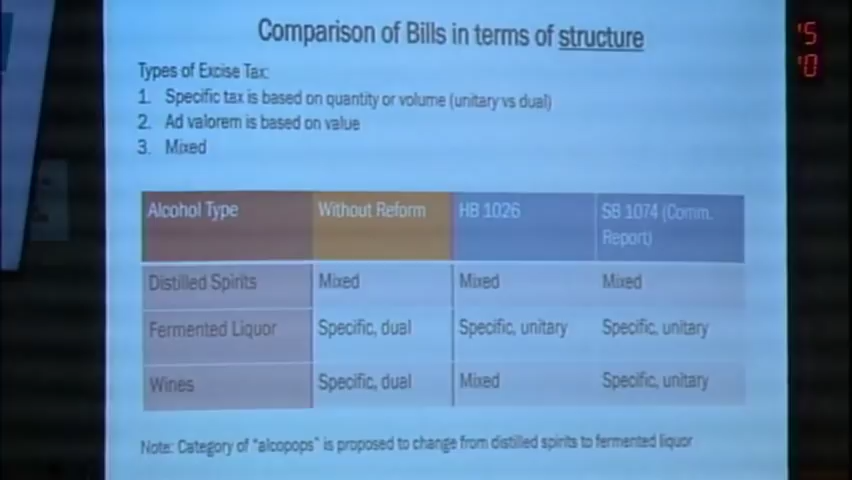 Comparison of Bills in terms of structure
Types of Excise Tax:
1. Specific tax is based on quantity or volume (unitary vs dual)
2. Ad valorem is based on value
3. Mixed
Alcohol Type Without Reform HB 1026 SB 1074 (Comm. Report)
Distilled Spirits Mixed Mixed Mixed
Fermented Liquor Specific, dual Specific, unitary Specific, unitary
Wines Specific, dual Mixed Specific, unitary
Note: Category of "alcopops" is proposed to change from distilled spirits to fermented liquor